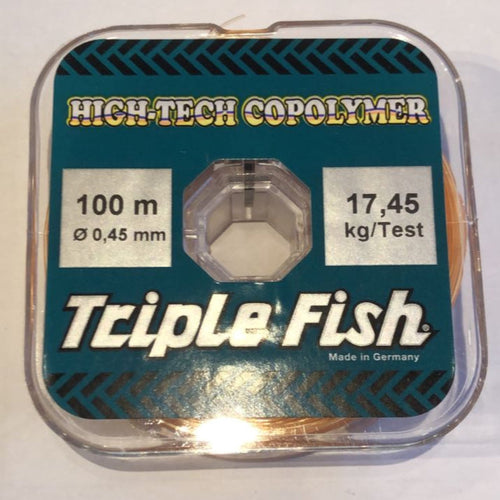 HIGH-TECH COPOLYMER
100 m
Ø 0,45 mm
17,45
kg/Test
Triple Fish®
Made in Germany